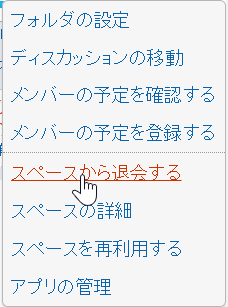 フォルダの設定
ディスカッションの移動
メンバーの予定を確認する
メンバーの予定を登録する
スペースから退会する
スペースの詳細
スペースを再利用する
アプリの管理